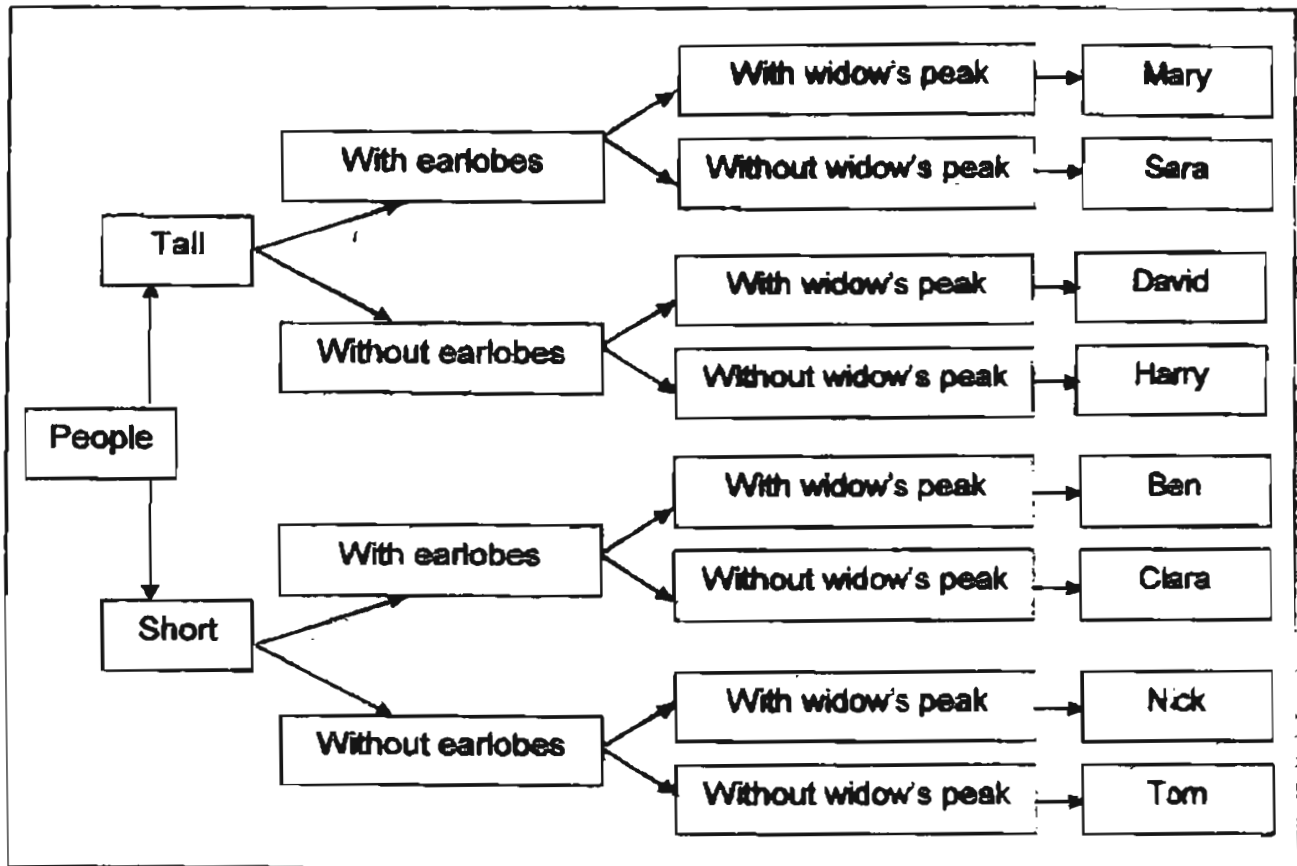 With widow's peak
Mary
With earlobes
Without widow's peak
Sara
Tall
With widow's peak
David
Without earlobes
Without widow's peak
Harry
People
With widow's peak
Ben
With earlobes
Without widow's peak
Clara
Short
With widow's peak
Nick
Without earlobes
Without widow's peak
Tom